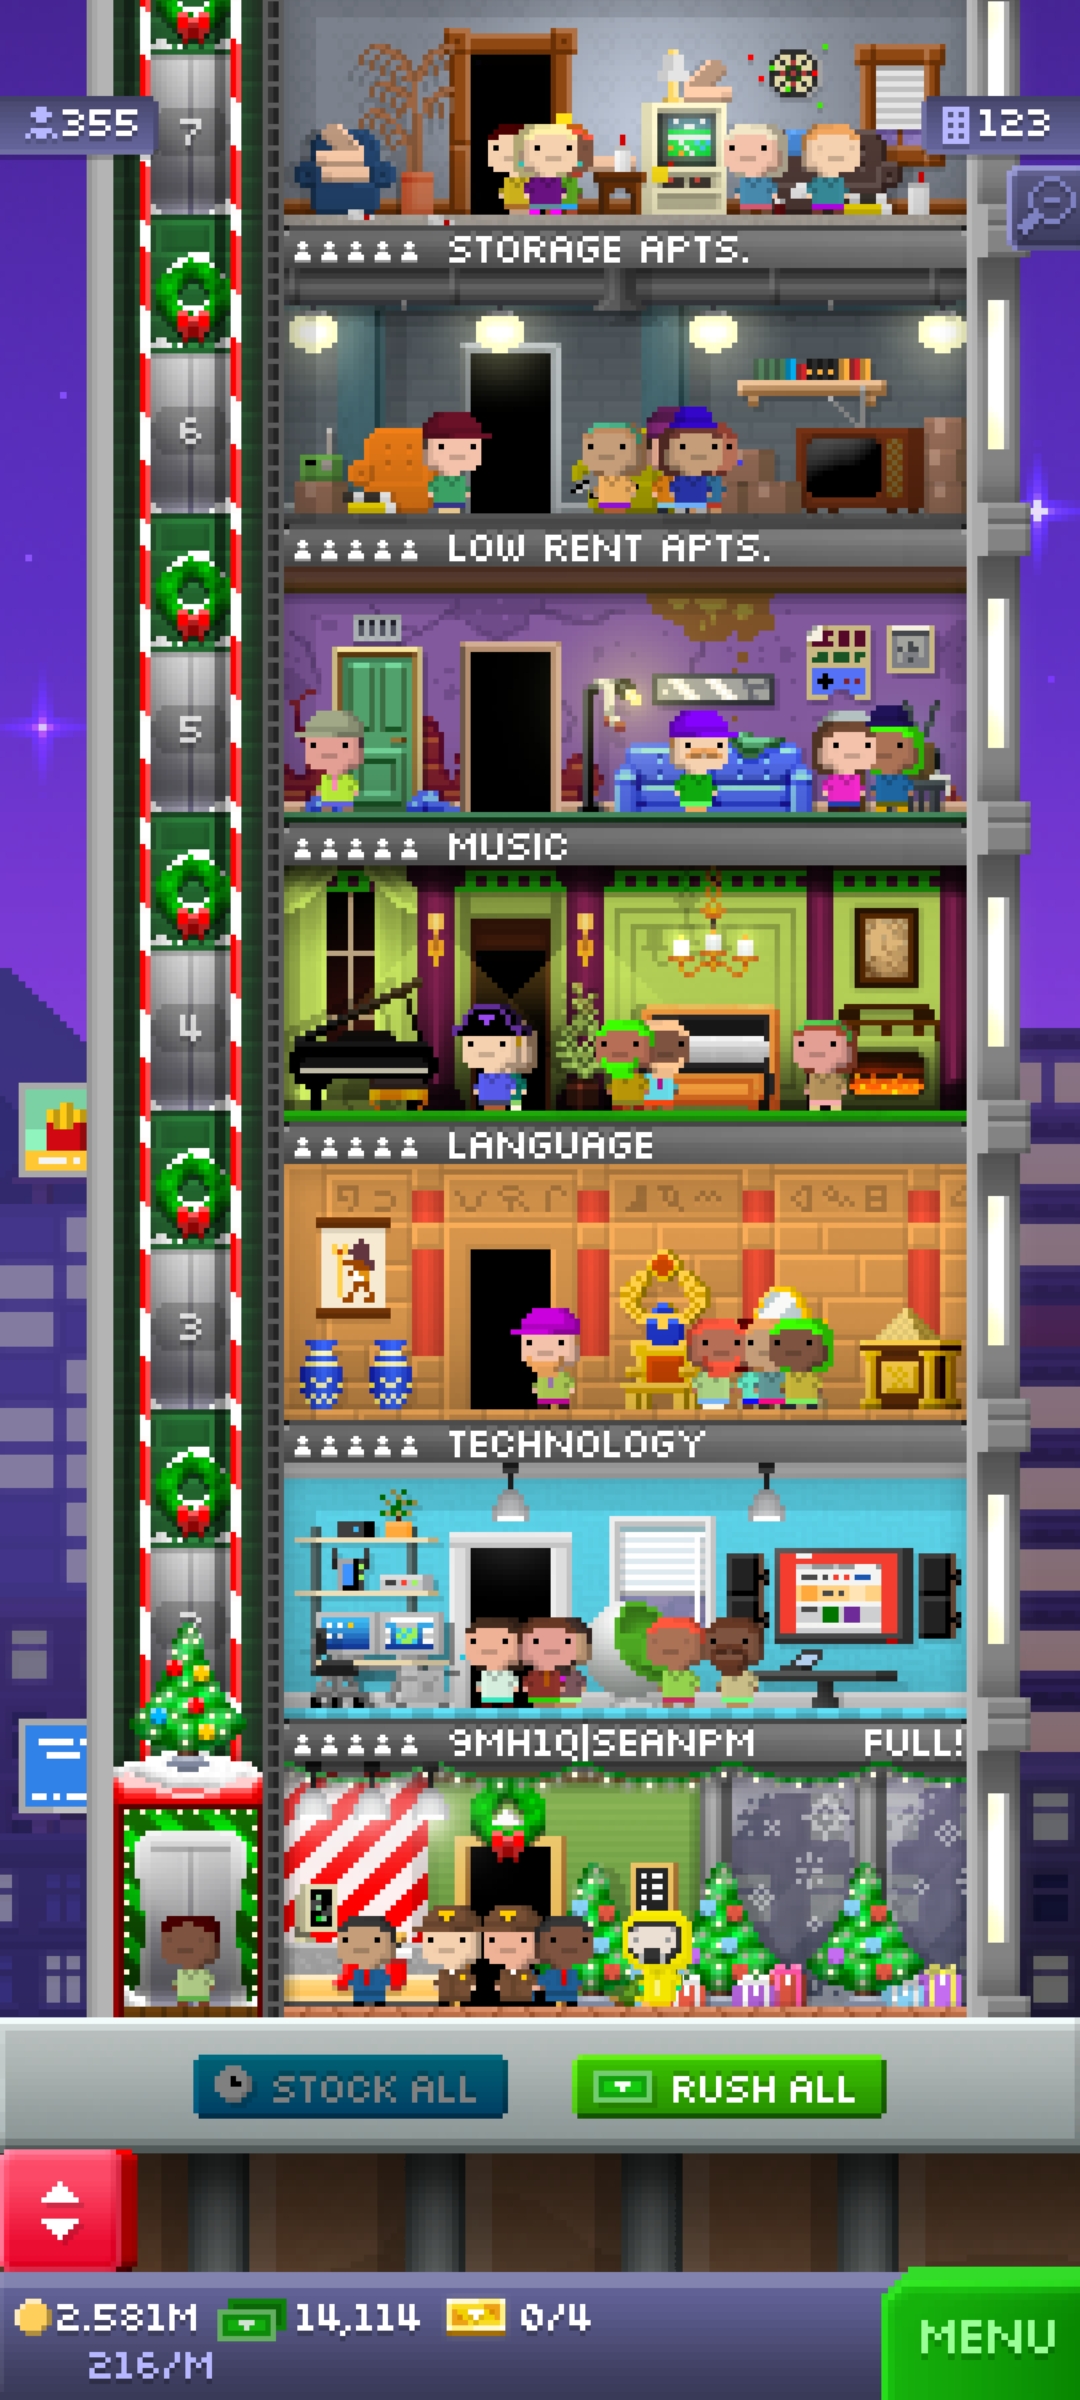 7
355
123
STORAGE APTS.
6
LOW RENT APTS.
5
MUSIC
4
LANGUAGE
3
TECHNOLOGY
9MH1Q|SEANPM FULL!
STOCK ALL
RUSH ALL
2.581M 14,114 0/4
216/M
MENU